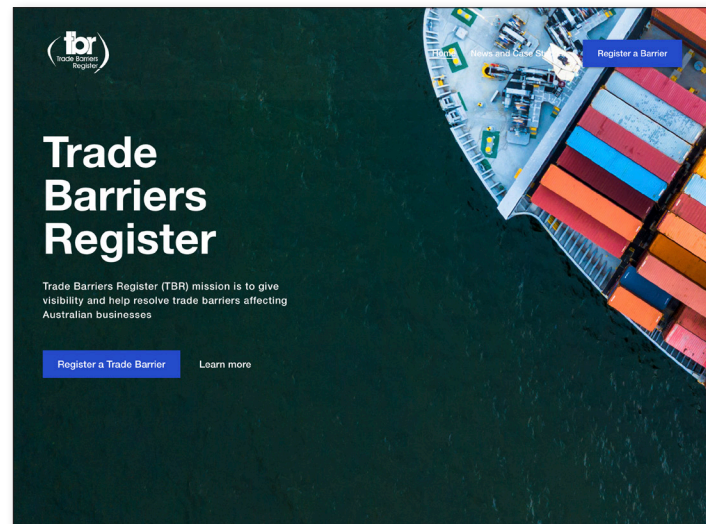 tbr
Trade Barriers
Register
Home
News and Case
Register a Barrier
Trade
Barriers
Register
Trade Barriers Register (TBR) mission is to give
visibility and help resolve trade barriers affecting
Australian businesses
Register a Trade Barrier
Learn more